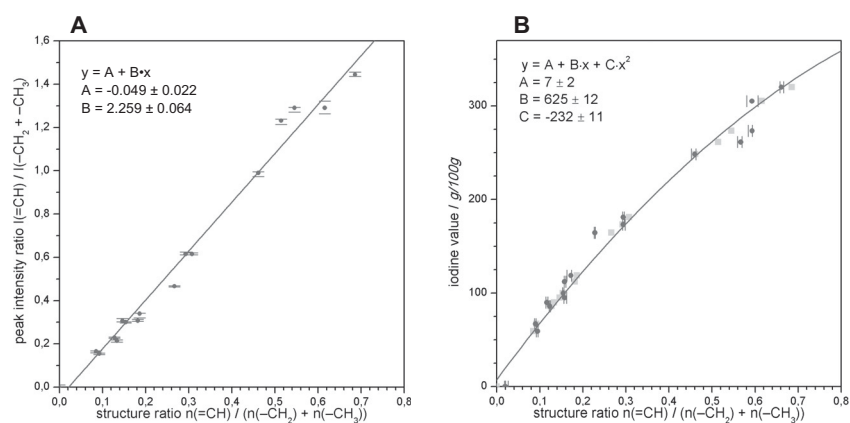 A
1,6
1,4
1,2
1,0
0,8
0,6
0,4
0,2
0,0
peak intensity ratio I(=CH) / I(–CH2 + –CH3)
y = A + B•x
A = -0.049 ± 0.022
B = 2.259 ± 0.064
0,0 0,1 0,2 0,3 0,4 0,5 0,6 0,7 0,8
structure ratio n(=CH) / (n(–CH2) + n(–CH3))
B
300
200
100
0
iodine value / g/100g
y = A + B·x + C·x²
A = 7 ± 2
B = 625 ± 12
C = -232 ± 11
0,0 0,1 0,2 0,3 0,4 0,5 0,6 0,7 0,8
structure ratio n(=CH) / (n(–CH2) + n(–CH3))